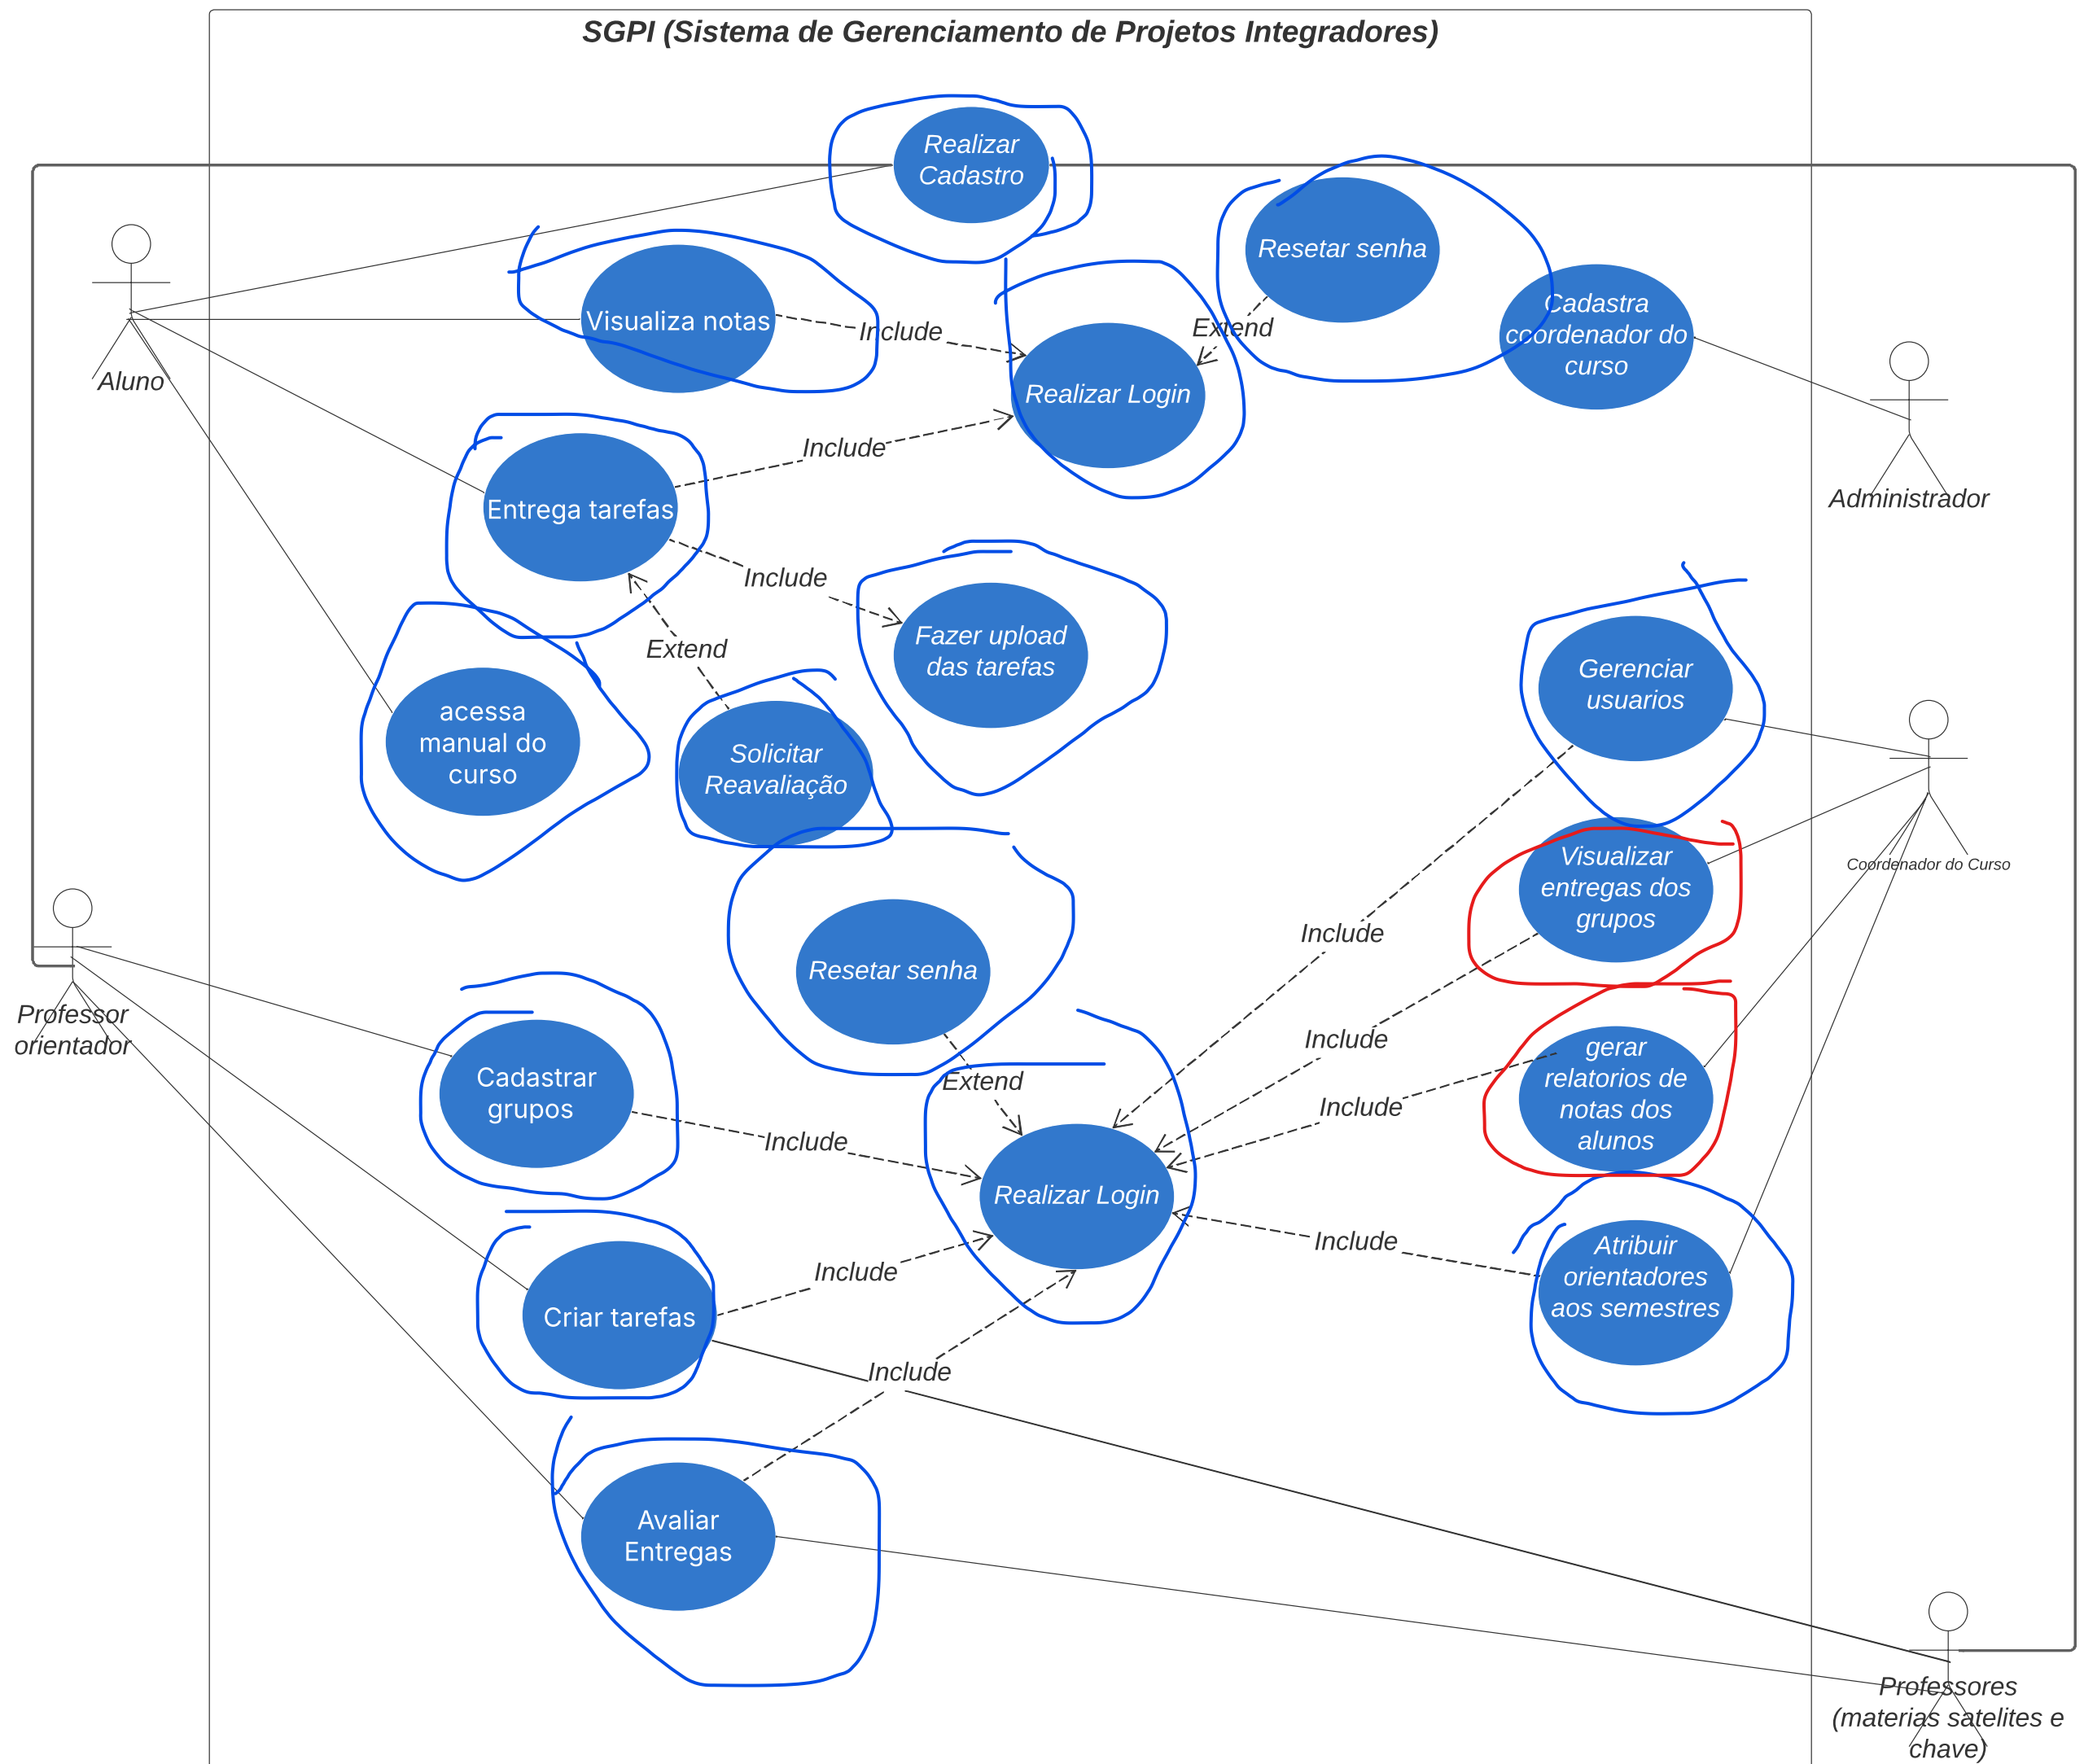 SGPI (Sistema de Gerenciamento de Projetos Integradores)
Realizar
Cadastro
Resetar senha
Visualiza notas
Include
Extend
Cadastra
coordenador do
curso
Aluno
Realizar Login
Include
Entrega tarefas
Administrador
Include
Fazer upload
das tarefas
Extend
Gerenciar
usuarios
acessa
manual do
curso
Solicitar
Reavaliação
Coordenador do Curso
Visualizar
entregas dos
grupos
Include
Resetar senha
Professor
orientador
Include
gerar
relatorios de
notas dos
alunos
Extend
Cadastrar
grupos
Include
Include
Realizar Login
Include
Atribuir
orientadores
aos semestres
Include
Criar tarefas
Include
Avaliar
Entregas
Professores
(materias satelites e
chave)